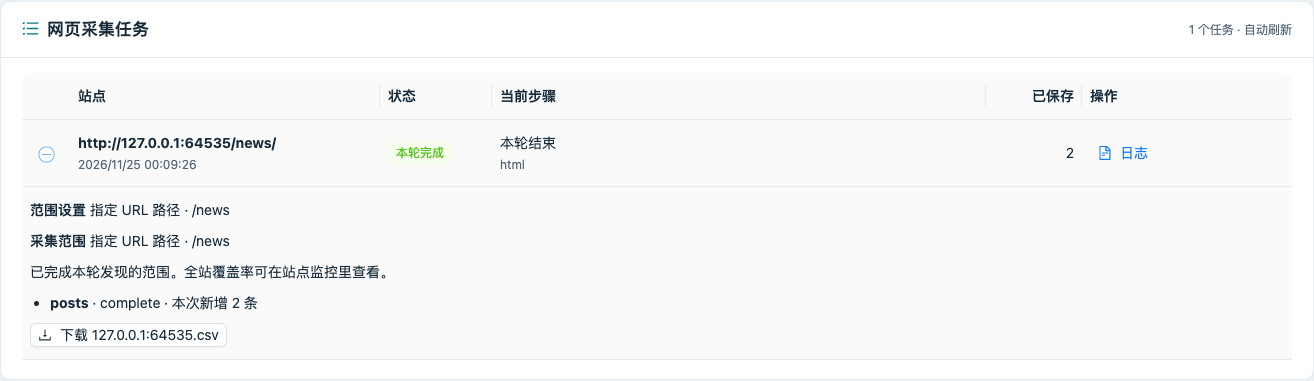 网页采集任务
1 个任务 · 自动刷新
站点 状态 当前步骤 已保存 操作
http://127.0.0.1:64535/news/ 本轮完成 本轮结束 2 日志
2026/11/25 00:09:26 html
范围设置 指定 URL 路径 · /news
采集范围 指定 URL 路径 · /news
已完成本轮发现的范围。全站覆盖率可在站点监控里查看。
• posts · complete · 本次新增 2 条
下载 127.0.0.1:64535.csv